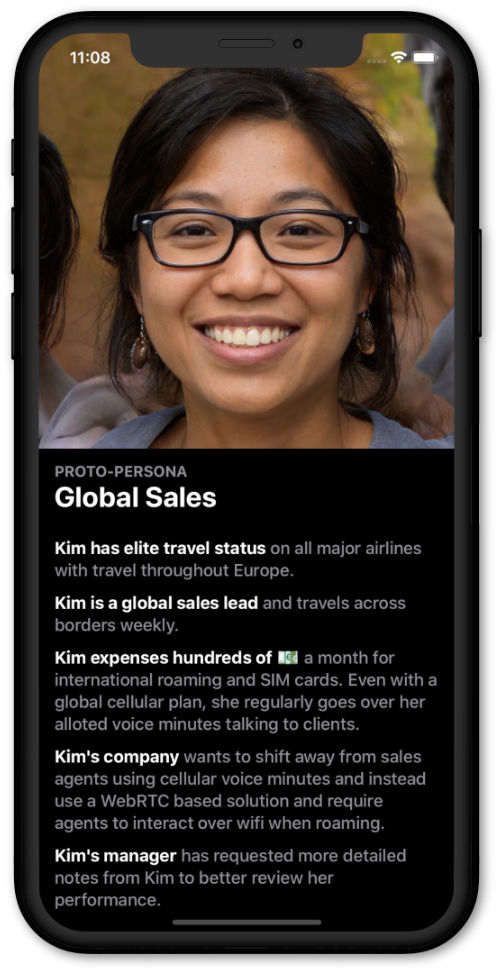 11:08
PROTO-PERSONA
Global Sales
Kim has elite travel status on all major airlines
with travel throughout Europe.
Kim is a global sales lead and travels across
borders weekly.
Kim expenses hundreds of 💵 a month for
international roaming and SIM cards. Even with a
global cellular plan, she regularly goes over her
alloted voice minutes talking to clients.
Kim's company wants to shift away from sales
agents using cellular voice minutes and instead
use a WebRTC based solution and require
agents to interact over wifi when roaming.
Kim's manager has requested more detailed
notes from Kim to better review her
performance.